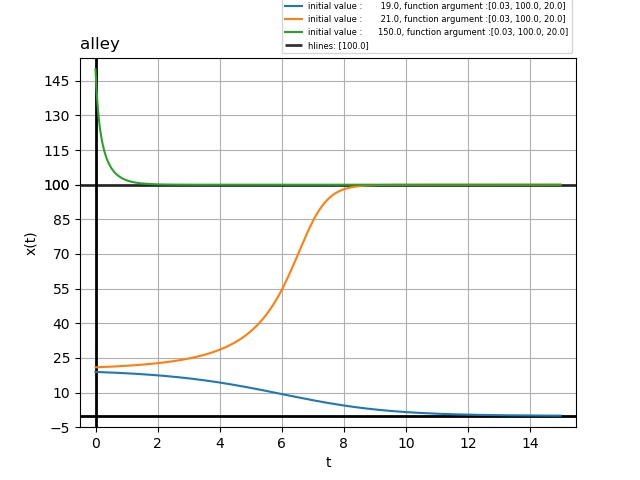 initial value :       19.0, function argument :[0.03, 100.0, 20.0]
initial value :       21.0, function argument :[0.03, 100.0, 20.0]
initial value :      150.0, function argument :[0.03, 100.0, 20.0]
hlines: [100.0]
alley
145
130
115
100
85
70
55
40
25
10
−5
x(t)
0 2 4 6 8 10 12 14
t